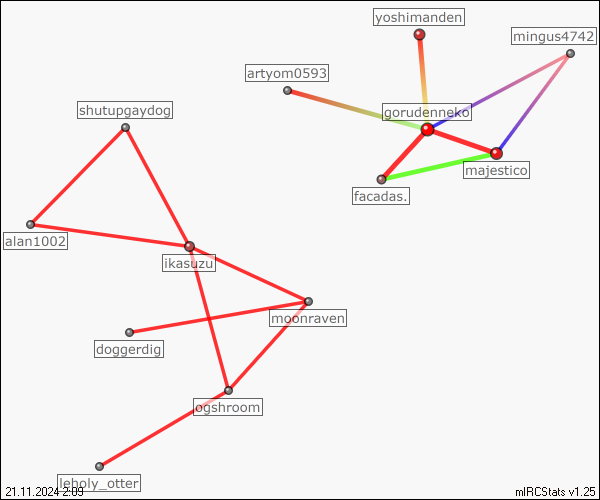 yoshimanden
mingus4742
artyom0593
shutupgaydog
gorudenneko
majestico
facadas.
alan1002
ikasuzu
moonraven
doggerdig
ogshroom
leholy_otter
21.11.2024 2:09
mIRCStats v1.25